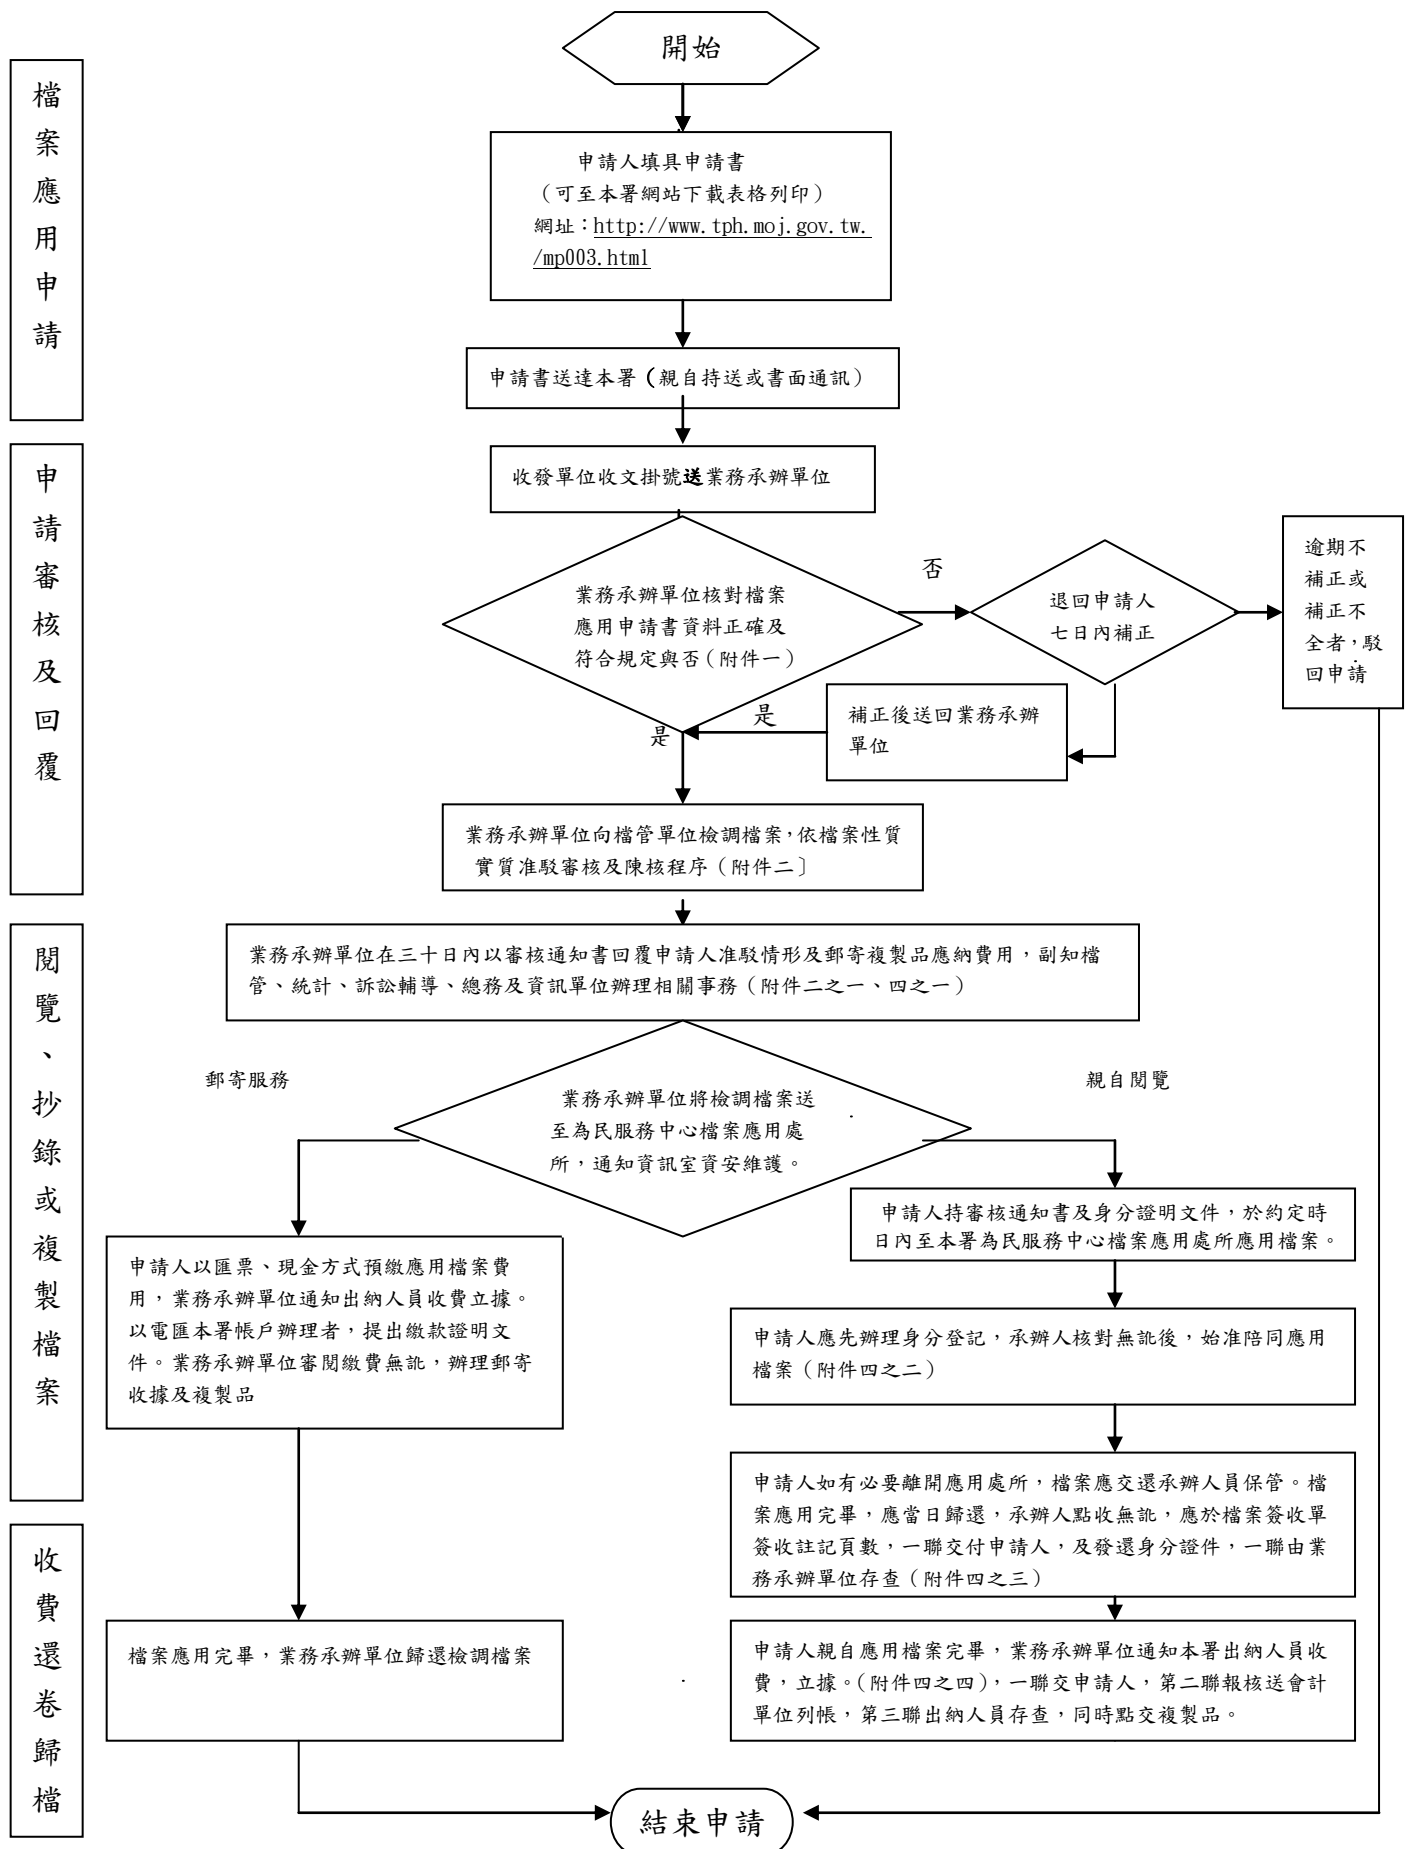 開始
檔案應用申請
申請人填具申請書
（可至本署網站下載表格列印）
網址：http://www.tph.moj.gov.tw.
/mp003.html
申請書送達本署（親自持送或書面通訊）
申請審核及回覆
收發單位收文掛號送業務承辦單位
業務承辦單位核對檔案
應用申請書資料正確及
符合規定與否（附件一）
否
退回申請人
七日內補正
逾期不
補正或
補正不
全者，駁
回申請
是
是
補正後送回業務承辦
單位
業務承辦單位向檔管單位檢調檔案，依檔案性質
實質准駁審核及陳核程序（附件二〕
閱覽、抄錄或複製檔案
業務承辦單位在三十日內以審核通知書回覆申請人准駁情形及郵寄複製品應納費用，副知檔
管、統計、訴訟輔導、總務及資訊單位辦理相關事務（附件二之一、四之一）
郵寄服務
親自閱覽
業務承辦單位將檢調檔案送
至為民服務中心檔案應用處
所，通知資訊室資安維護。
申請人以匯票、現金方式預繳應用檔案費
用，業務承辦單位通知出納人員收費立據。
以電匯本署帳戶辦理者，提出繳款證明文
件。業務承辦單位審閱繳費無訛，辦理郵寄
收據及複製品
申請人持審核通知書及身分證明文件，於約定時
日內至本署為民服務中心檔案應用處所應用檔案。
申請人應先辦理身分登記，承辦人核對無訛後，始准陪同應用
檔案（附件四之二）
申請人如有必要離開應用處所，檔案應交還承辦人員保管。檔
案應用完畢，應當日歸還，承辦人點收無訛，應於檔案簽收單
簽收註記頁數，一聯交付申請人，及發還身分證件，一聯由業
務承辦單位存查（附件四之三）
收費還卷歸檔
檔案應用完畢，業務承辦單位歸還檢調檔案
申請人親自應用檔案完畢，業務承辦單位通知本署出納人員收
費，立據。（附件四之四），一聯交申請人，第二聯報核送會計
單位列帳，第三聯出納人員存查，同時點交複製品。
結束申請